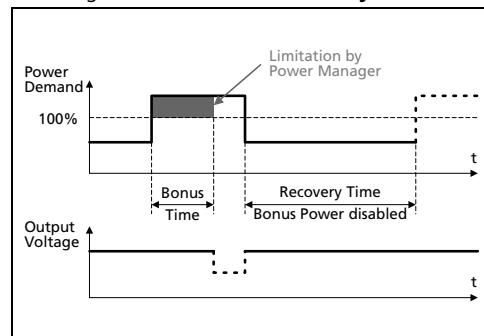 Limitation by
Power Manager
Power
Demand
100%
t
Bonus
Time
Recovery Time
Bonus Power disabled
Output
Voltage
t